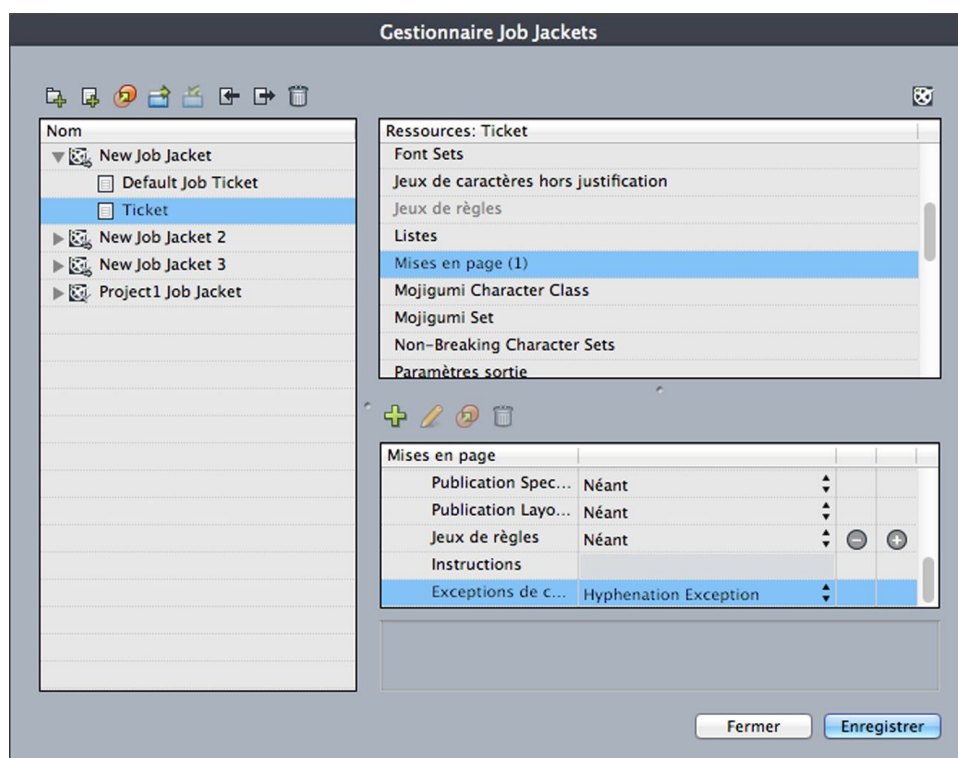 Gestionnaire Job Jackets
Nom
New Job Jacket
Default Job Ticket
Ticket
New Job Jacket 2
New Job Jacket 3
Project1 Job Jacket
Ressources: Ticket
Font Sets
Jeux de caractères hors justification
Jeux de règles
Listes
Mises en page (1)
Mojigumi Character Class
Mojigumi Set
Non-Breaking Character Sets
Paramètres sortie
Mises en page
Publication Spec... Néant
Publication Layo... Néant
Jeux de règles Néant
Instructions
Exceptions de c... Hyphenation Exception
Fermer Enregistrer